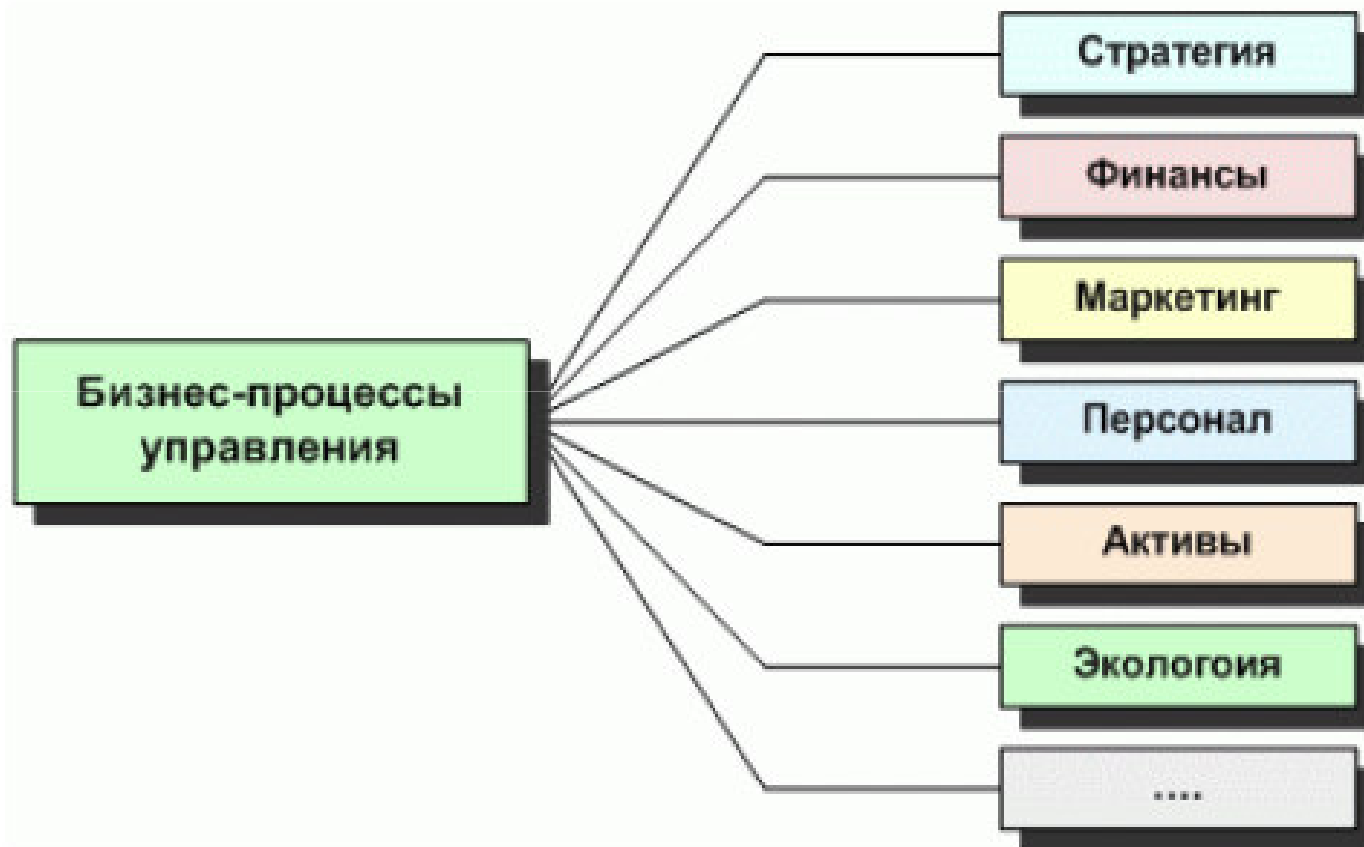 Стратегия
Финансы
Маркетинг
Бизнес-процессы
управления
Персонал
Активы
Экологоия
....